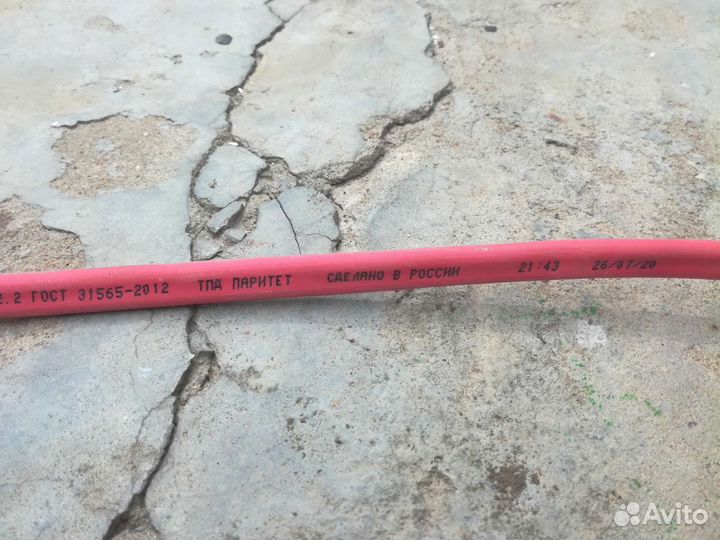 2.2 ГОСТ 31565-2012 ТПД ПАРИТЕТ СДЕЛАНО В РОССИИ 21:43 26/07/20
Avito